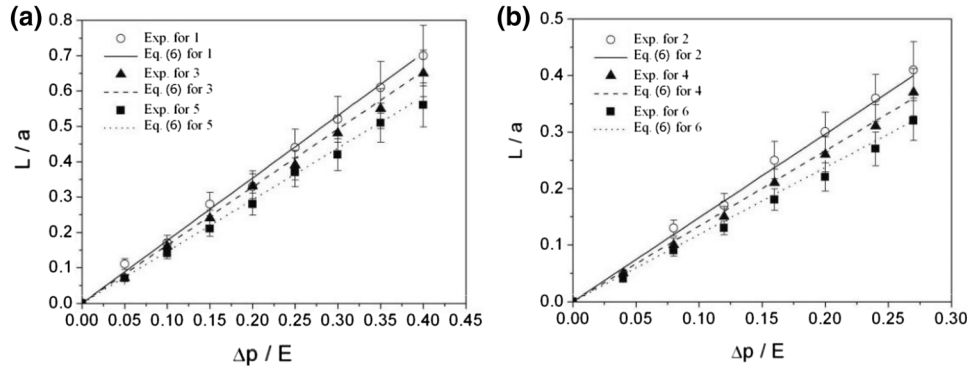 (a)
0.8
0.7
0.6
0.5
0.4
0.3
0.2
0.1
0.0
L / a
Exp. for 1
Eq. (6) for 1
Exp. for 3
Eq. (6) for 3
Exp. for 5
Eq. (6) for 5
0.00 0.05 0.10 0.15 0.20 0.25 0.30 0.35 0.40 0.45
Δp / E
(b)
0.5
0.4
0.3
0.2
0.1
0.0
L / a
Exp. for 2
Eq. (6) for 2
Exp. for 4
Eq. (6) for 4
Exp. for 6
Eq. (6) for 6
0.00 0.05 0.10 0.15 0.20 0.25 0.30
Δp / E